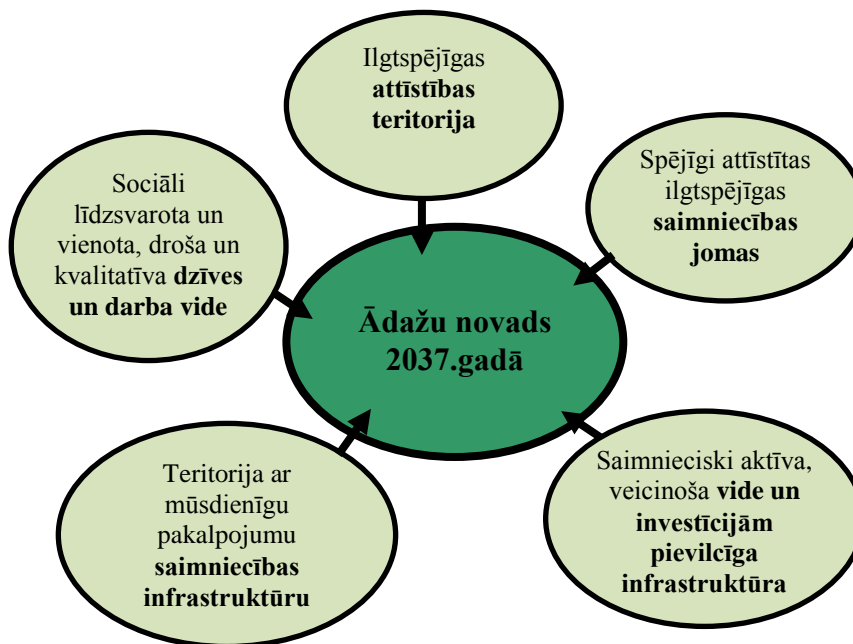 Ilgtspējīgas
attīstības
teritorija
Spējīgi attīstītas
ilgtspējīgas
saimniecības
jomas
Sociāli
līdzsvarota un
vienota, droša un
kvalitatīva dzīves
un darba vide
Ādažu novads
2037.gadā
Teritorija ar
mūsdienīgu
pakalpojumu
saimniecības
infrastruktūru
Saimnieciski aktīva,
veicinoša vide un
investīcijām
pievilcīga
infrastruktūra